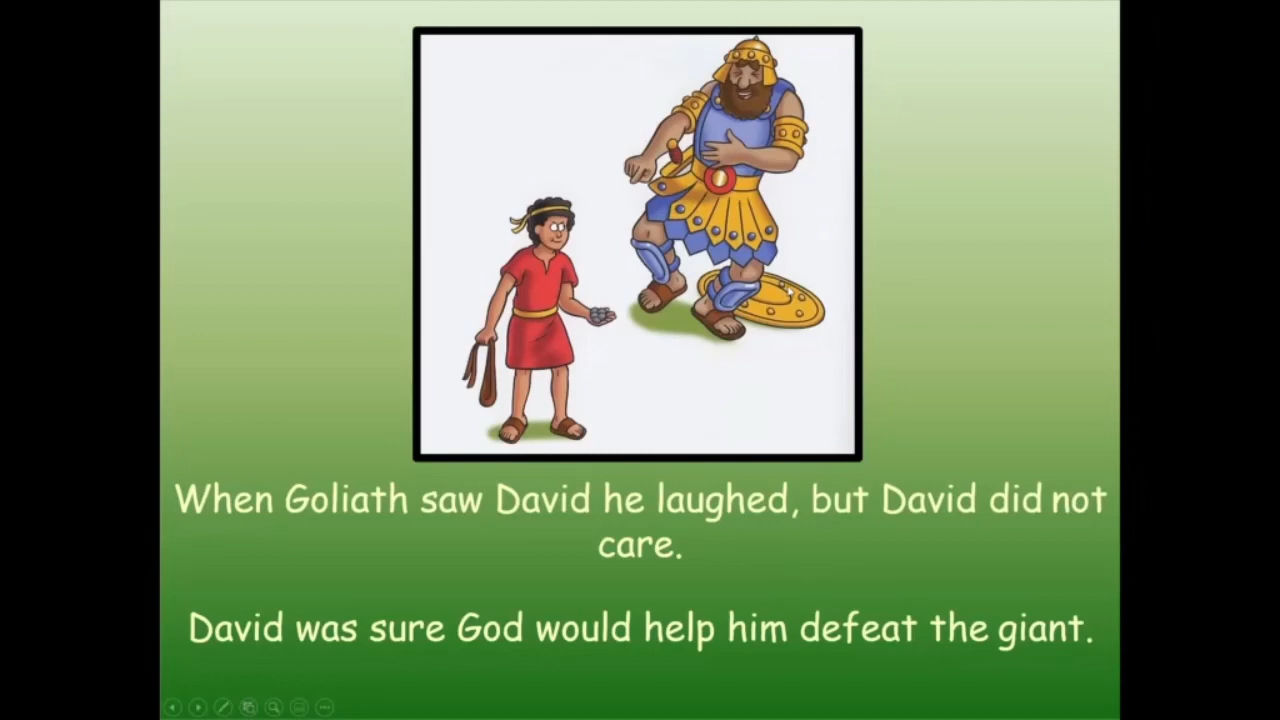 When Goliath saw David he laughed, but David did not
care.
David was sure God would help him defeat the giant.